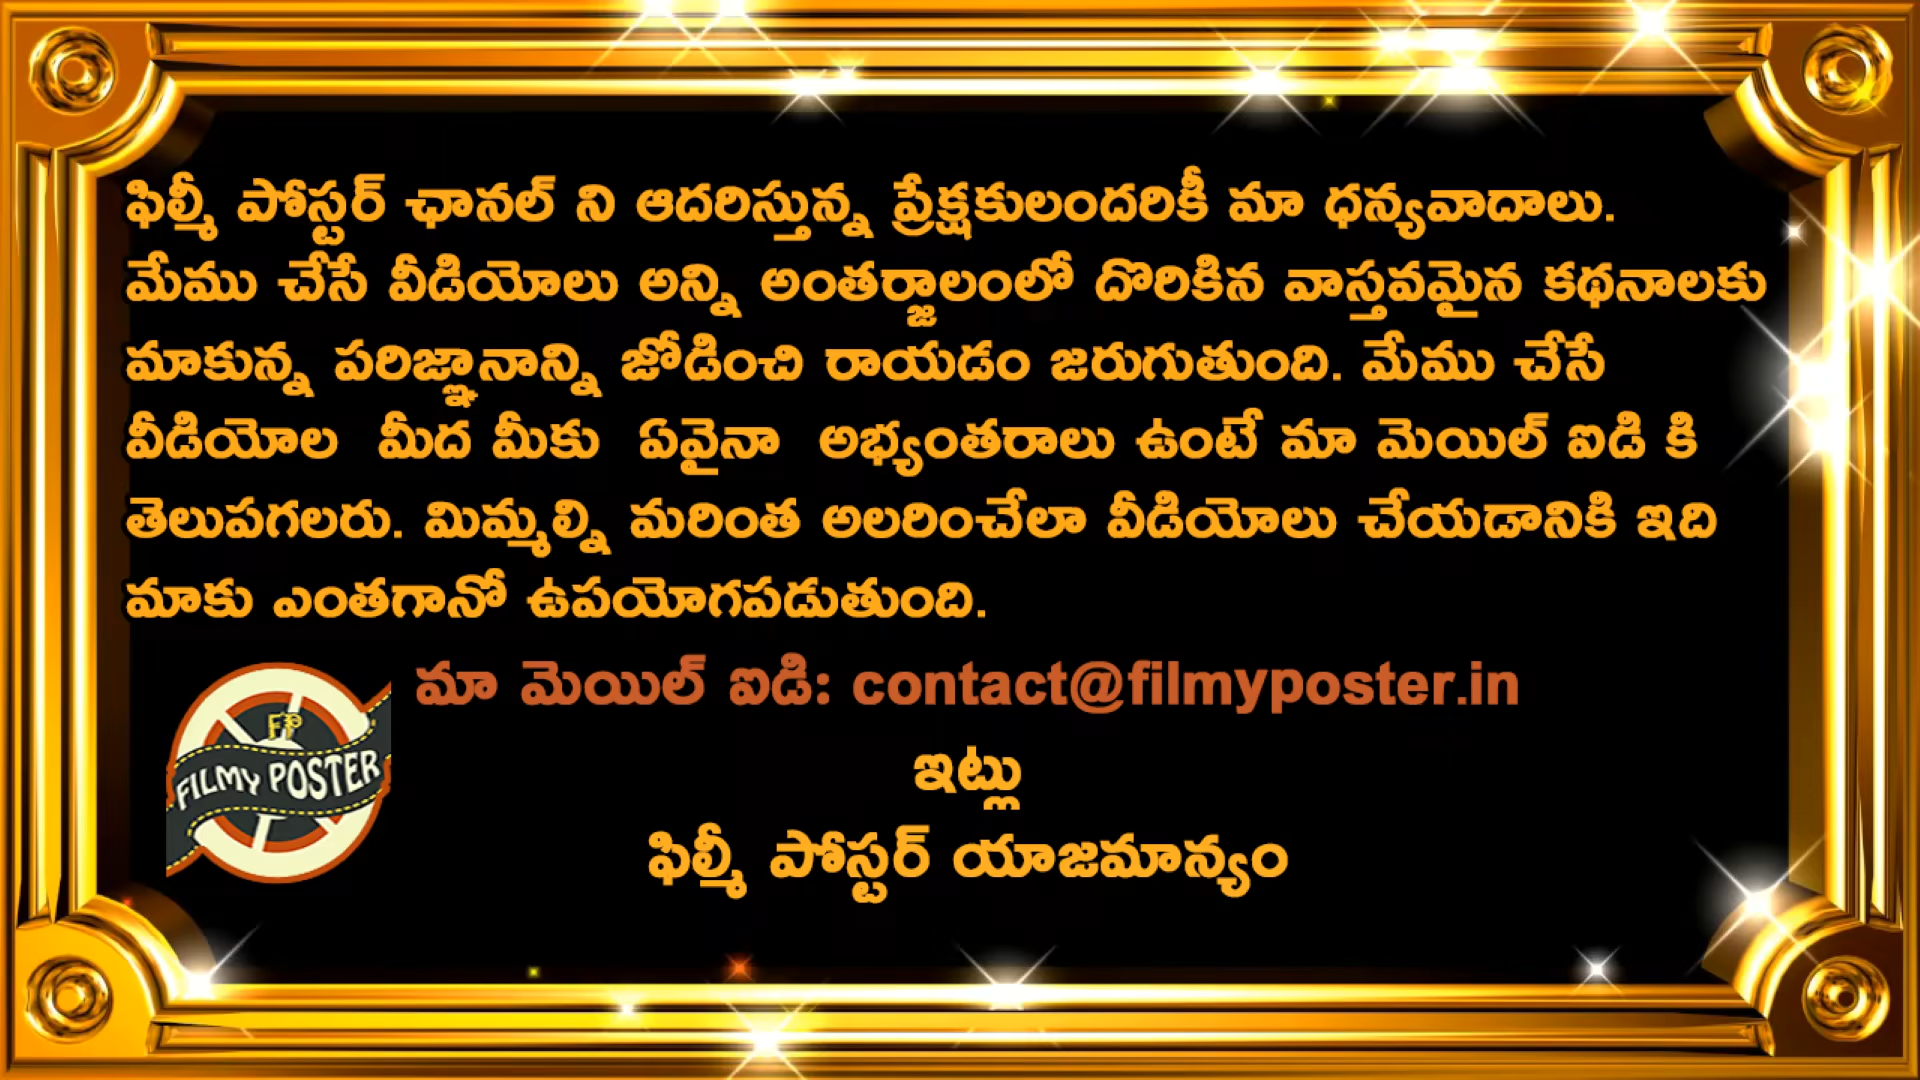 ఫిల్మీ పోస్టర్ ఛానల్ ని ఆదరిస్తున్న ప్రేక్షకులందరికీ మా ధన్యవాదాలు.
మేము చేసే వీడియోలు అన్ని అంతర్జాలంలో దొరికిన వాస్తవమైన కథనాలకు
మాకున్న పరిజ్ఞానాన్ని జోడించి రాయడం జరుగుతుంది. మేము చేసే
వీడియోల మీద మీకు ఏవైనా అభ్యంతరాలు ఉంటే మా మెయిల్ ఐడి కి
తెలుపగలరు. మిమ్మల్ని మరింత అలరించేలా వీడియోలు చేయడానికి ఇది
మాకు ఎంతగానో ఉపయోగపడుతుంది.
మా మెయిల్ ఐడి: contact@filmyposter.in
FP
FILMY POSTER
ఇట్లు
ఫిల్మీ పోస్టర్ యాజమాన్యం